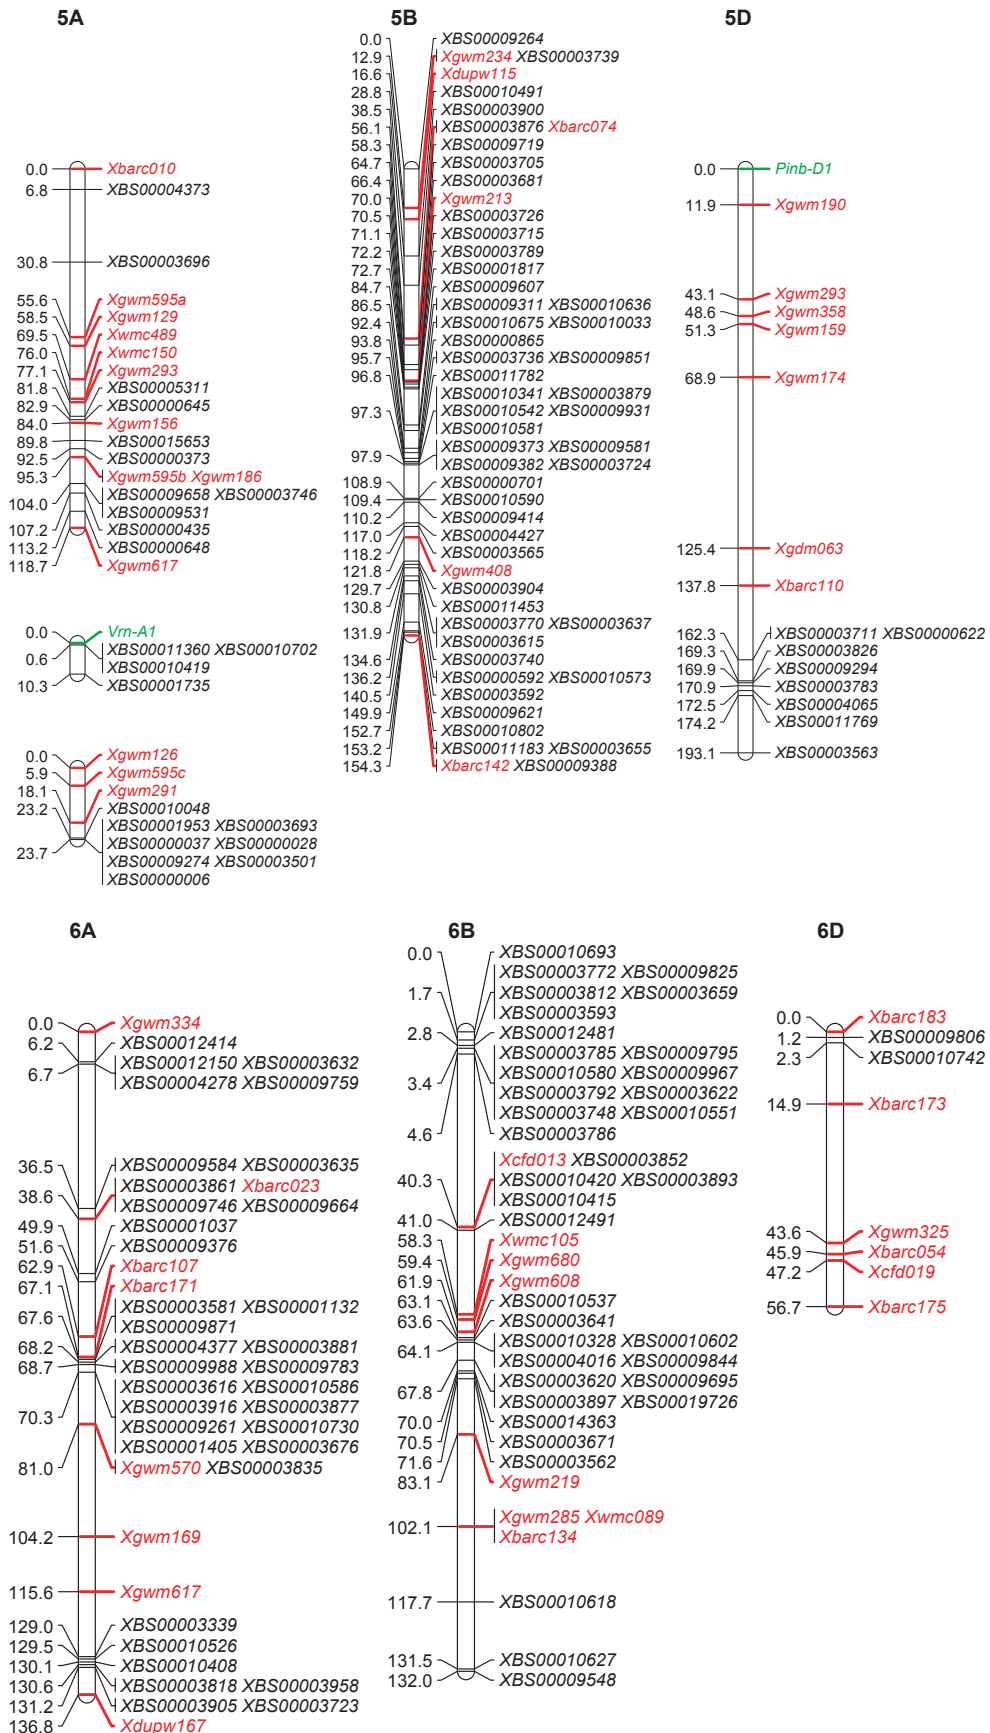 5A
0.0 Xbarc010
6.8 XBS00004373
30.8 XBS00003696
55.6 Xgwm595a
58.5 Xgwm129
69.5 Xwmc489
76.0 Xwmc150
77.1 Xgwm293
81.8 XBS00005311
82.9 XBS00000645
84.0 Xgwm156
89.8 XBS00015653
92.5 XBS00000373
95.3 Xgwm595b Xgwm186
104.0 XBS00009658 XBS00003746
XBS00009531
107.2 XBS00000435
113.2 XBS00000648
118.7 Xgwm617
0.0 Vrn-A1
0.6 XBS00011360 XBS00010702
XBS00010419
10.3 XBS00001735
0.0 Xgwm126
5.9 Xgwm595c
18.1 Xgwm291
23.2 XBS00010048
23.7 XBS00001953 XBS00003693
XBS00000037 XBS00000028
XBS00009274 XBS00003501
XBS00000006
5B
0.0 XBS00009264
12.9 Xgwm234 XBS00003739
16.6 Xdupw115
28.8 XBS00010491
38.5 XBS00003900
56.1 XBS00003876 Xbarc074
58.3 XBS00009719
64.7 XBS00003705
66.4 XBS00003681
70.0 Xgwm213
70.5 XBS00003726
71.1 XBS00003715
72.2 XBS00003789
72.7 XBS00001817
84.7 XBS00009607
86.5 XBS00009311 XBS00010636
92.4 XBS00010675 XBS00010033
93.8 XBS00000865
95.7 XBS00003736 XBS00009851
96.8 XBS00011782
97.3 XBS00010341 XBS00003879
XBS00010542 XBS00009931
XBS00010581
97.9 XBS00009373 XBS00009581
XBS00009382 XBS00003724
108.9 XBS00000701
109.4 XBS00010590
110.2 XBS00009414
117.0 XBS00004427
118.2 XBS00003565
121.8 Xgwm408
129.7 XBS00003904
130.8 XBS00011453
131.9 XBS00003770 XBS00003637
XBS00003615
134.6 XBS00003740
136.2 XBS00000592 XBS00010573
140.5 XBS00003592
149.9 XBS00009621
152.7 XBS00010802
153.2 XBS00011183 XBS00003655
154.3 Xbarc142 XBS00009388
5D
0.0 Pinb-D1
11.9 Xgwm190
43.1 Xgwm293
48.6 Xgwm358
51.3 Xgwm159
68.9 Xgwm174
125.4 Xgdm063
137.8 Xbarc110
162.3 XBS00003711 XBS00000622
169.3 XBS00003826
169.9 XBS00009294
170.9 XBS00003783
172.5 XBS00004065
174.2 XBS00011769
193.1 XBS00003563
6A
0.0 Xgwm334
6.2 XBS00012414
6.7 XBS00012150 XBS00003632
XBS00004278 XBS00009759
36.5 XBS00009584 XBS00003635
38.6 XBS00003861 Xbarc023
XBS00009746 XBS00009664
49.9 XBS00001037
51.6 XBS00009376
62.9 Xbarc107
67.1 Xbarc171
67.6 XBS00003581 XBS00001132
XBS00009871
68.2 XBS00004377 XBS00003881
68.7 XBS00009988 XBS00009783
70.3 XBS00003616 XBS00010586
XBS00003916 XBS00003877
XBS00009261 XBS00010730
XBS00001405 XBS00003676
81.0 Xgwm570 XBS00003835
104.2 Xgwm169
115.6 Xgwm617
129.0 XBS00003339
129.5 XBS00010526
130.1 XBS00010408
130.6 XBS00003818 XBS00003958
131.2 XBS00003905 XBS00003723
136.8 Xdupw167
6B
0.0 XBS00010693
1.7 XBS00003772 XBS00009825
XBS00003812 XBS00003659
XBS00003593
2.8 XBS00012481
3.4 XBS00003785 XBS00009795
XBS00010580 XBS00009967
XBS00003792 XBS00003622
XBS00003748 XBS00010551
4.6 XBS00003786
40.3 Xcfd013 XBS00003852
XBS00010420 XBS00003893
XBS00010415
41.0 XBS00012491
58.3 Xwmc105
59.4 Xgwm680
61.9 Xgwm608
63.1 XBS00010537
63.6 XBS00003641
64.1 XBS00010328 XBS00010602
XBS00004016 XBS00009844
67.8 XBS00003620 XBS00009695
XBS00003897 XBS00019726
70.0 XBS00014363
70.5 XBS00003671
71.6 XBS00003562
83.1 Xgwm219
102.1 Xgwm285 Xwmc089
Xbarc134
117.7 XBS00010618
131.5 XBS00010627
132.0 XBS00009548
6D
0.0 Xbarc183
1.2 XBS00009806
2.3 XBS00010742
14.9 Xbarc173
43.6 Xgwm325
45.9 Xbarc054
47.2 Xcfd019
56.7 Xbarc175